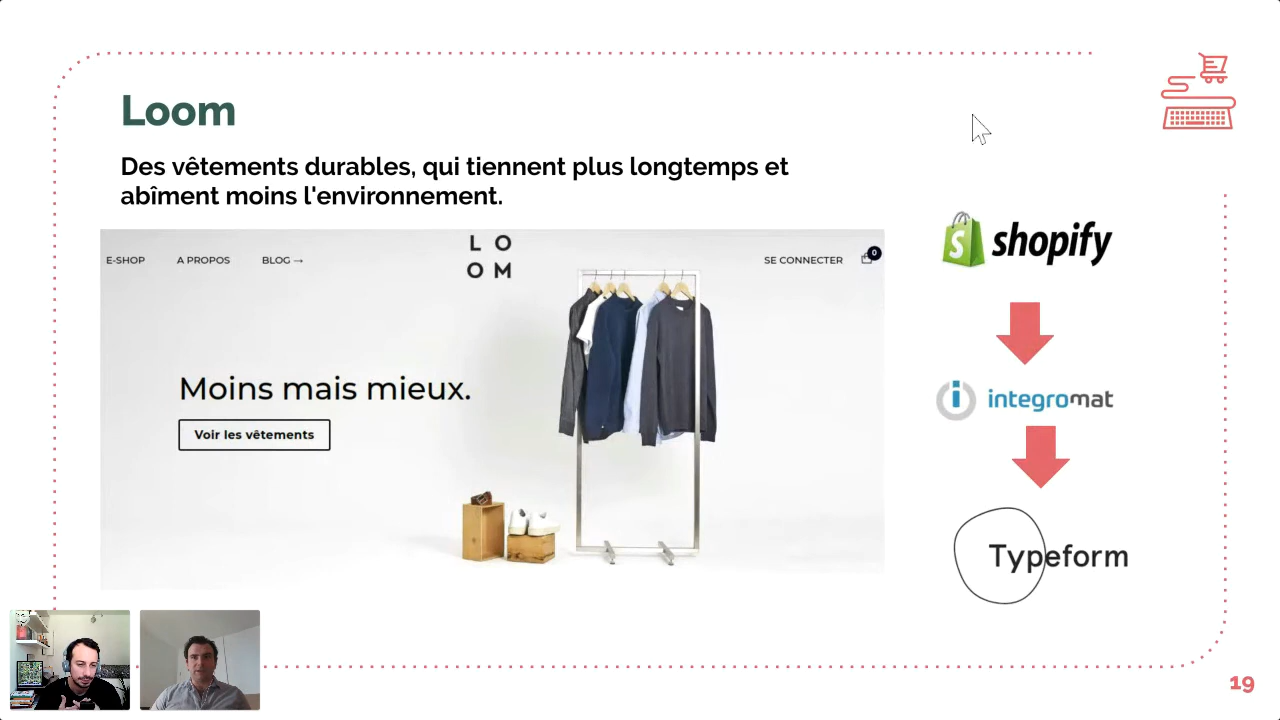 Loom
Des vêtements durables, qui tiennent plus longtemps et
abîment moins l'environnement.
L O
O M
E-SHOP
A PROPOS
BLOG →
SE CONNECTER
0
Moins mais mieux.
Voir les vêtements
S shopify
i integromat
Typeform
19